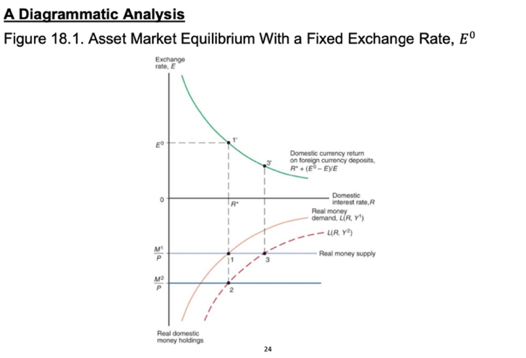 A Diagrammatic Analysis
Figure 18.1. Asset Market Equilibrium With a Fixed Exchange Rate, E⁰
Exchange
rate, E
E⁰
1'
3'
Domestic currency return
on foreign currency deposits,
R* + (E⁰ – E)/E
0
R*
Domestic
interest rate, R
Real money
demand, L(R, Y¹)
L(R, Y²)
M¹
P
1
3
Real money supply
M²
P
2
Real domestic
money holdings
24